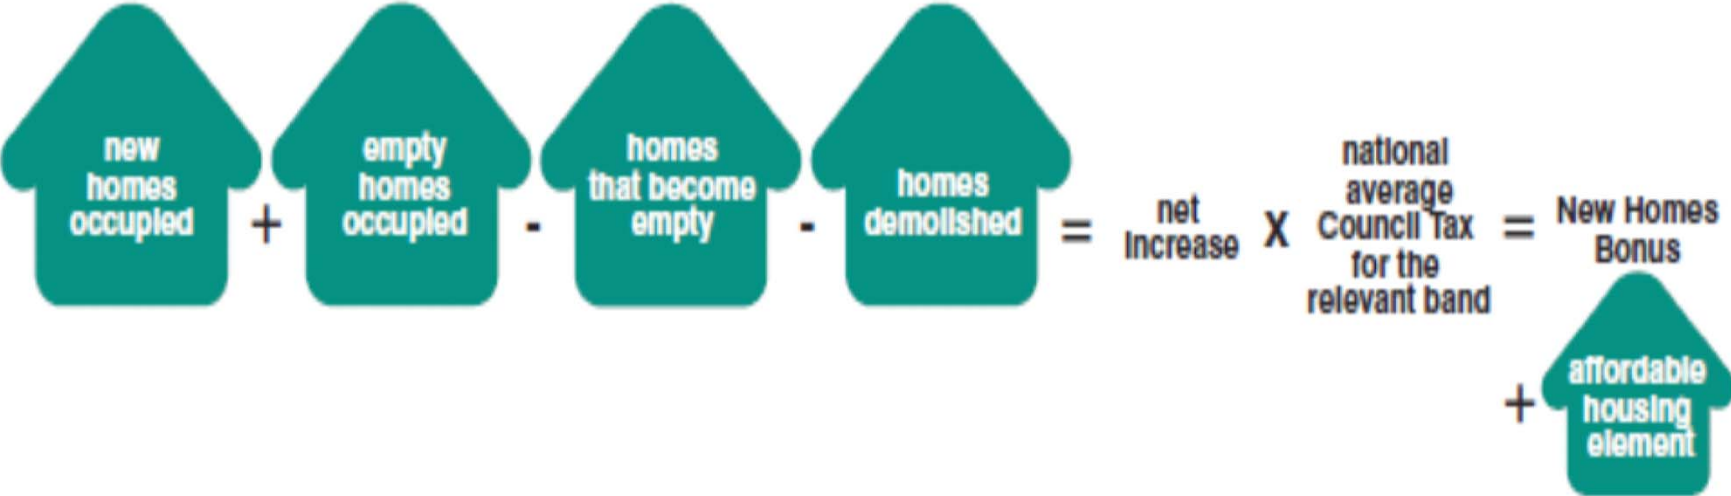 new
homes
occupied
+
empty
homes
occupied
-
homes
that become
empty
-
homes
demolished
=
net
increase
X
national
average
Council Tax
for the
relevant band
=
New Homes
Bonus
+
affordable
housing
element